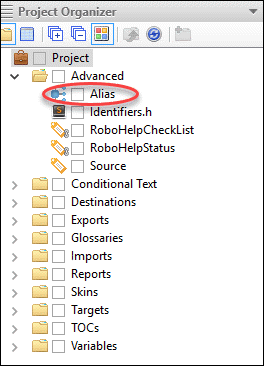 Project Organizer
Project
Advanced
Alias
Identifiers.h
RoboHelpCheckList
RoboHelpStatus
Source
Conditional Text
Destinations
Exports
Glossaries
Imports
Reports
Skins
Targets
TOCs
Variables